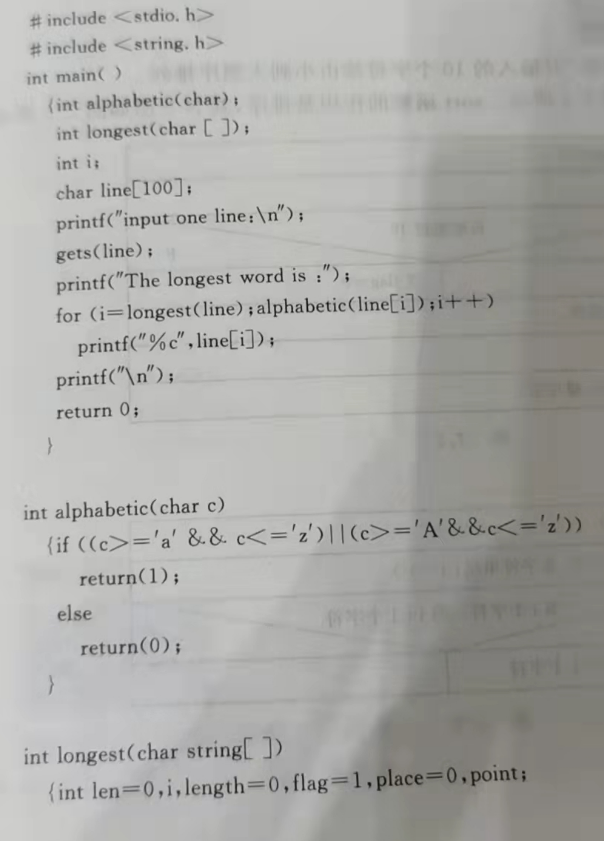 #include <stdio.h>
#include <string.h>
int main( )
{int alphabetic(char);
int longest(char [ ]);
int i;
char line[100];
printf("input one line:\n");
gets(line);
printf("The longest word is :");
for (i=longest(line);alphabetic(line[i]);i++)
printf("%c",line[i]);
printf("\n");
return 0;
}
int alphabetic(char c)
{if ((c>='a' && c<='z')||(c>='A'&&c<='z'))
return(1);
else
return(0);
}
int longest(char string[ ])
{int len=0,i,length=0,flag=1,place=0,point;